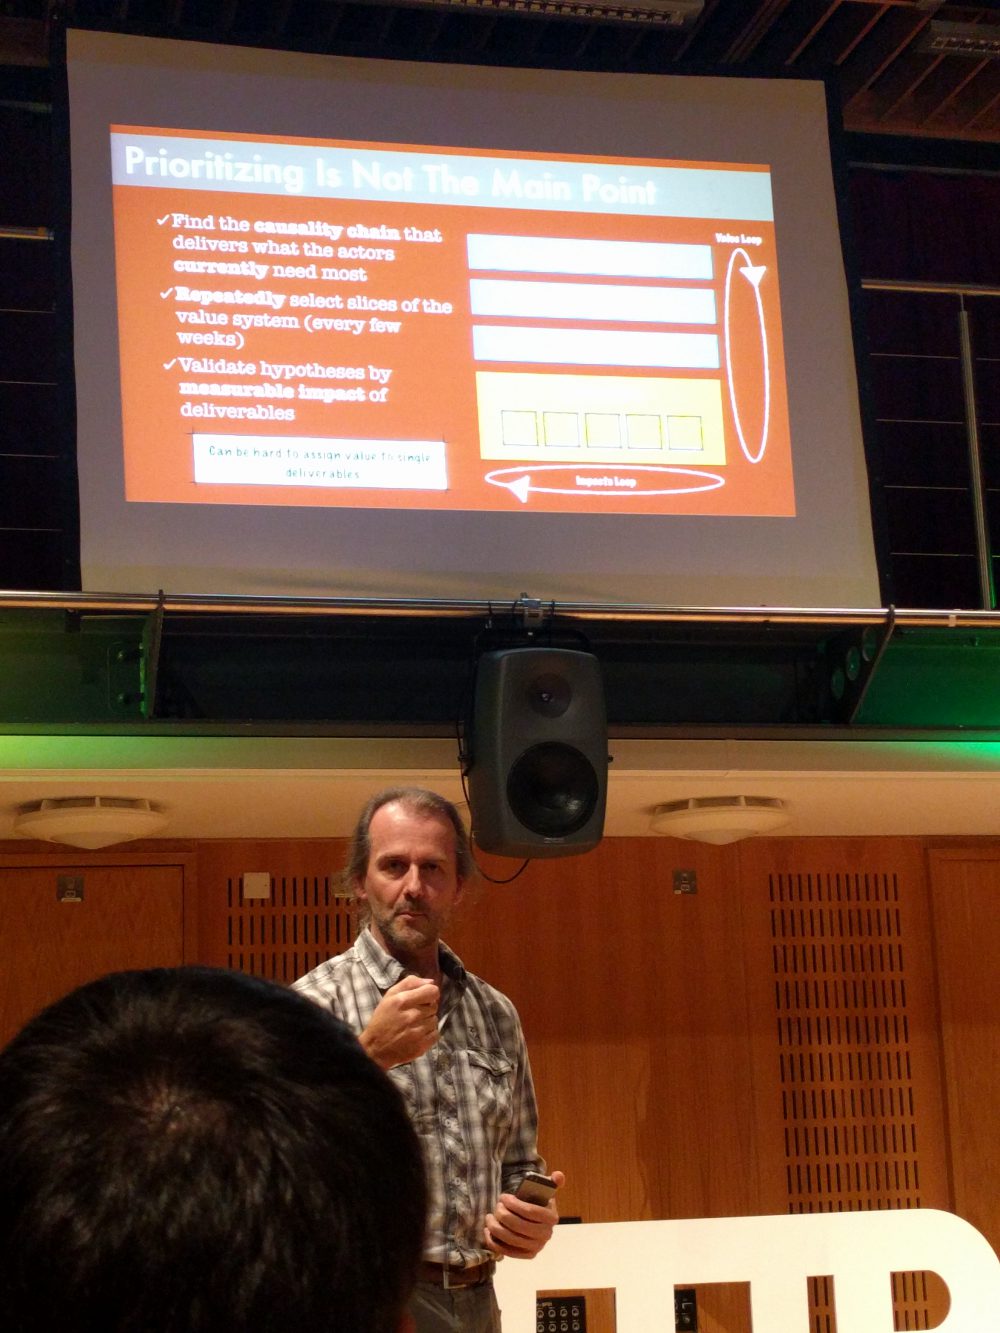 Prioritizing Is Not The Main Point
✓Find the causality chain that
delivers what the actors
currently need most
✓Repeatedly select slices of the
value system (every few
weeks)
✓Validate hypotheses by
measurable impact of
deliverables
Can be hard to assign value to single
deliverables
Value Loop
Impacts Loop